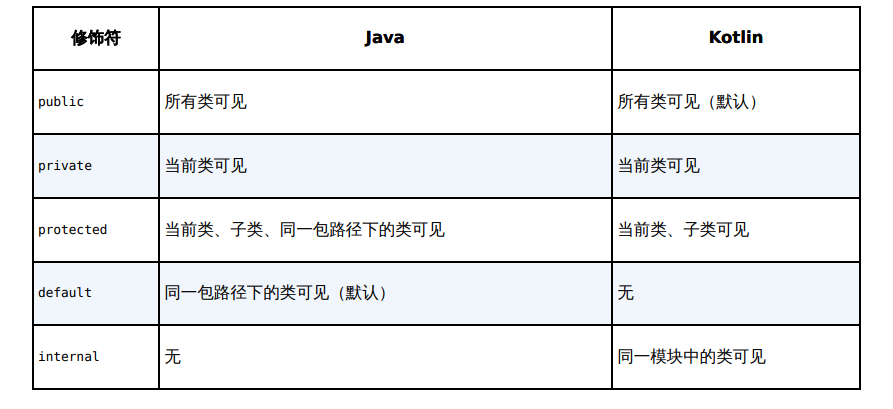 修饰符 Java Kotlin
public 所有类可见 所有类可见（默认）
private 当前类可见 当前类可见
protected 当前类、子类、同一包路径下的类可见 当前类、子类可见
default 同一包路径下的类可见（默认） 无
internal 无 同一模块中的类可见